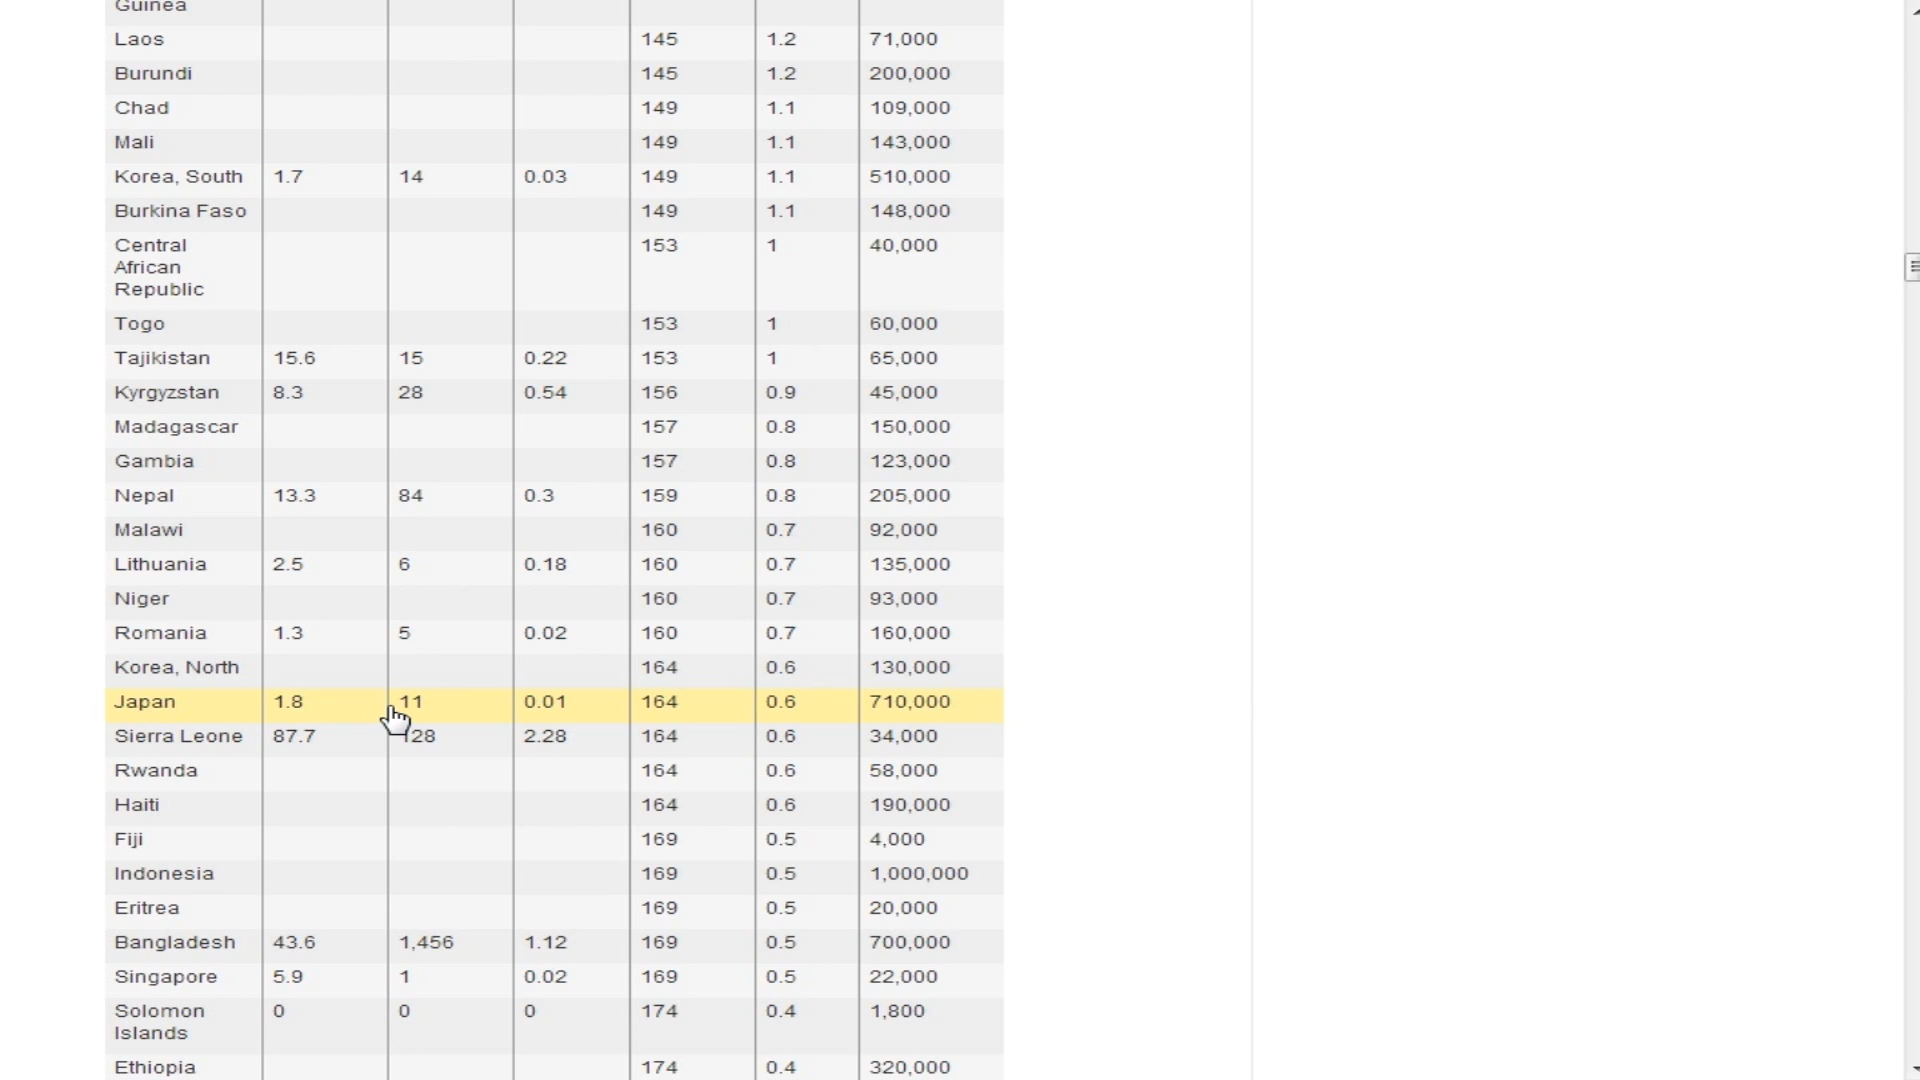 Guinea
Laos 145 1.2 71,000
Burundi 145 1.2 200,000
Chad 149 1.1 109,000
Mali 149 1.1 143,000
Korea, South 1.7 14 0.03 149 1.1 510,000
Burkina Faso 149 1.1 148,000
Central 153 1 40,000
African
Republic
Togo 153 1 60,000
Tajikistan 15.6 15 0.22 153 1 65,000
Kyrgyzstan 8.3 28 0.54 156 0.9 45,000
Madagascar 157 0.8 150,000
Gambia 157 0.8 123,000
Nepal 13.3 84 0.3 159 0.8 205,000
Malawi 160 0.7 92,000
Lithuania 2.5 6 0.18 160 0.7 135,000
Niger 160 0.7 93,000
Romania 1.3 5 0.02 160 0.7 160,000
Korea, North 164 0.6 130,000
Japan 1.8 11 0.01 164 0.6 710,000
Sierra Leone 87.7 128 2.28 164 0.6 34,000
Rwanda 164 0.6 58,000
Haiti 164 0.6 190,000
Fiji 169 0.5 4,000
Indonesia 169 0.5 1,000,000
Eritrea 169 0.5 20,000
Bangladesh 43.6 1,456 1.12 169 0.5 700,000
Singapore 5.9 1 0.02 169 0.5 22,000
Solomon 0 0 0 174 0.4 1,800
Islands
Ethiopia 174 0.4 320,000